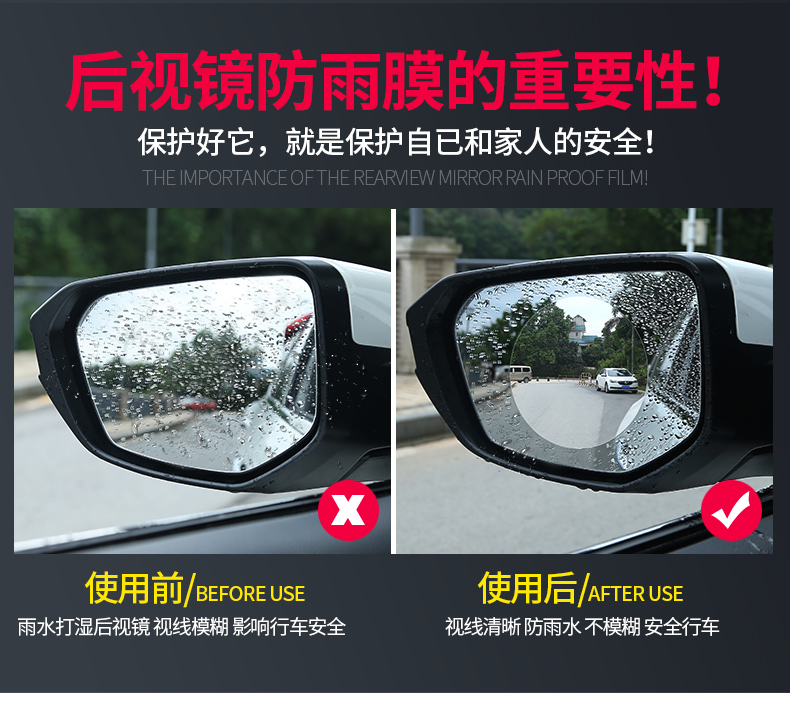 后视镜防雨膜的重要性！
保护好它，就是保护自已和家人的安全！
THE IMPORTANCE OF THE REARVIEW MIRROR RAIN PROOF FILM!
使用前/BEFORE USE
雨水打湿后视镜 视线模糊 影响行车安全
使用后/AFTER USE
视线清晰 防雨水 不模糊 安全行车